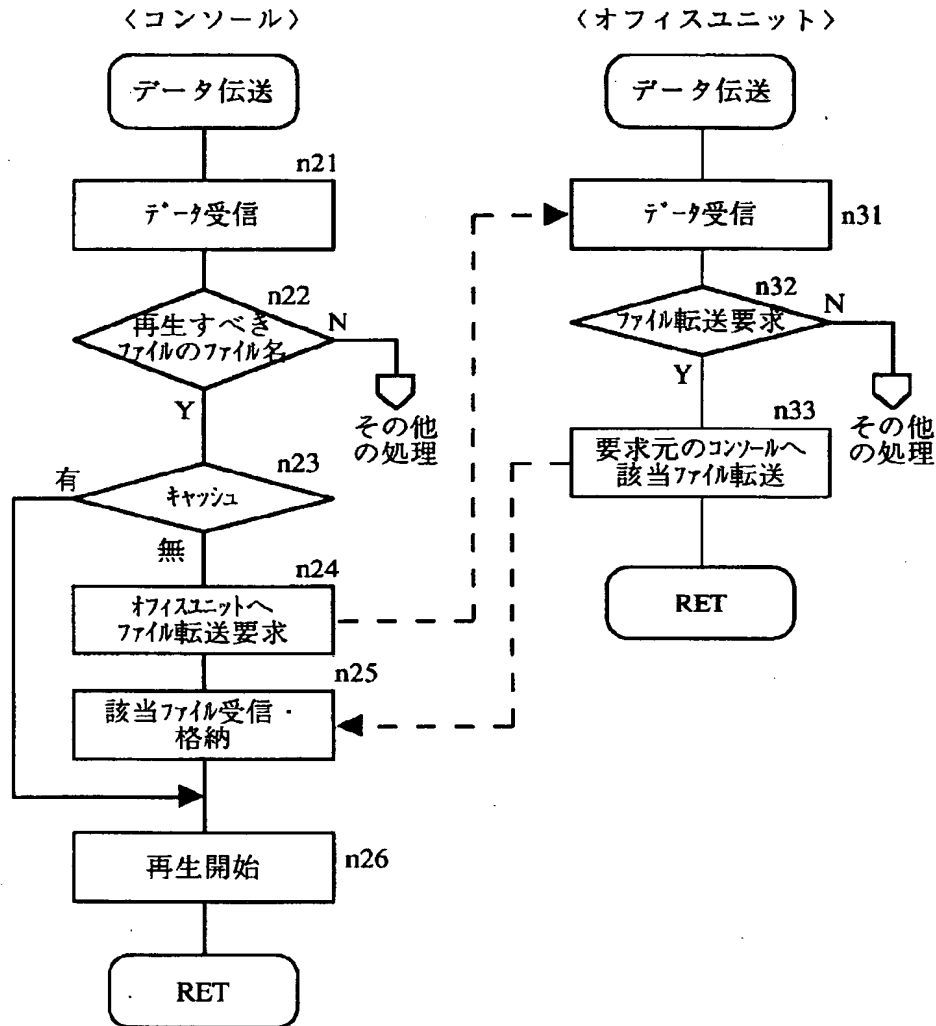 〈コンソール〉
データ伝送
n21
データ受信
n22
再生すべき
ファイルのファイル名
N
Y
その他
の処理
n23
キャッシュ
有
無
n24
オフィスユニットへ
ファイル転送要求
n25
該当ファイル受信・
格納
再生開始
n26
RET
〈オフィスユニット〉
データ伝送
データ受信
n31
n32
ファイル転送要求
N
Y
その他
の処理
n33
要求元のコンソールへ
該当ファイル転送
RET